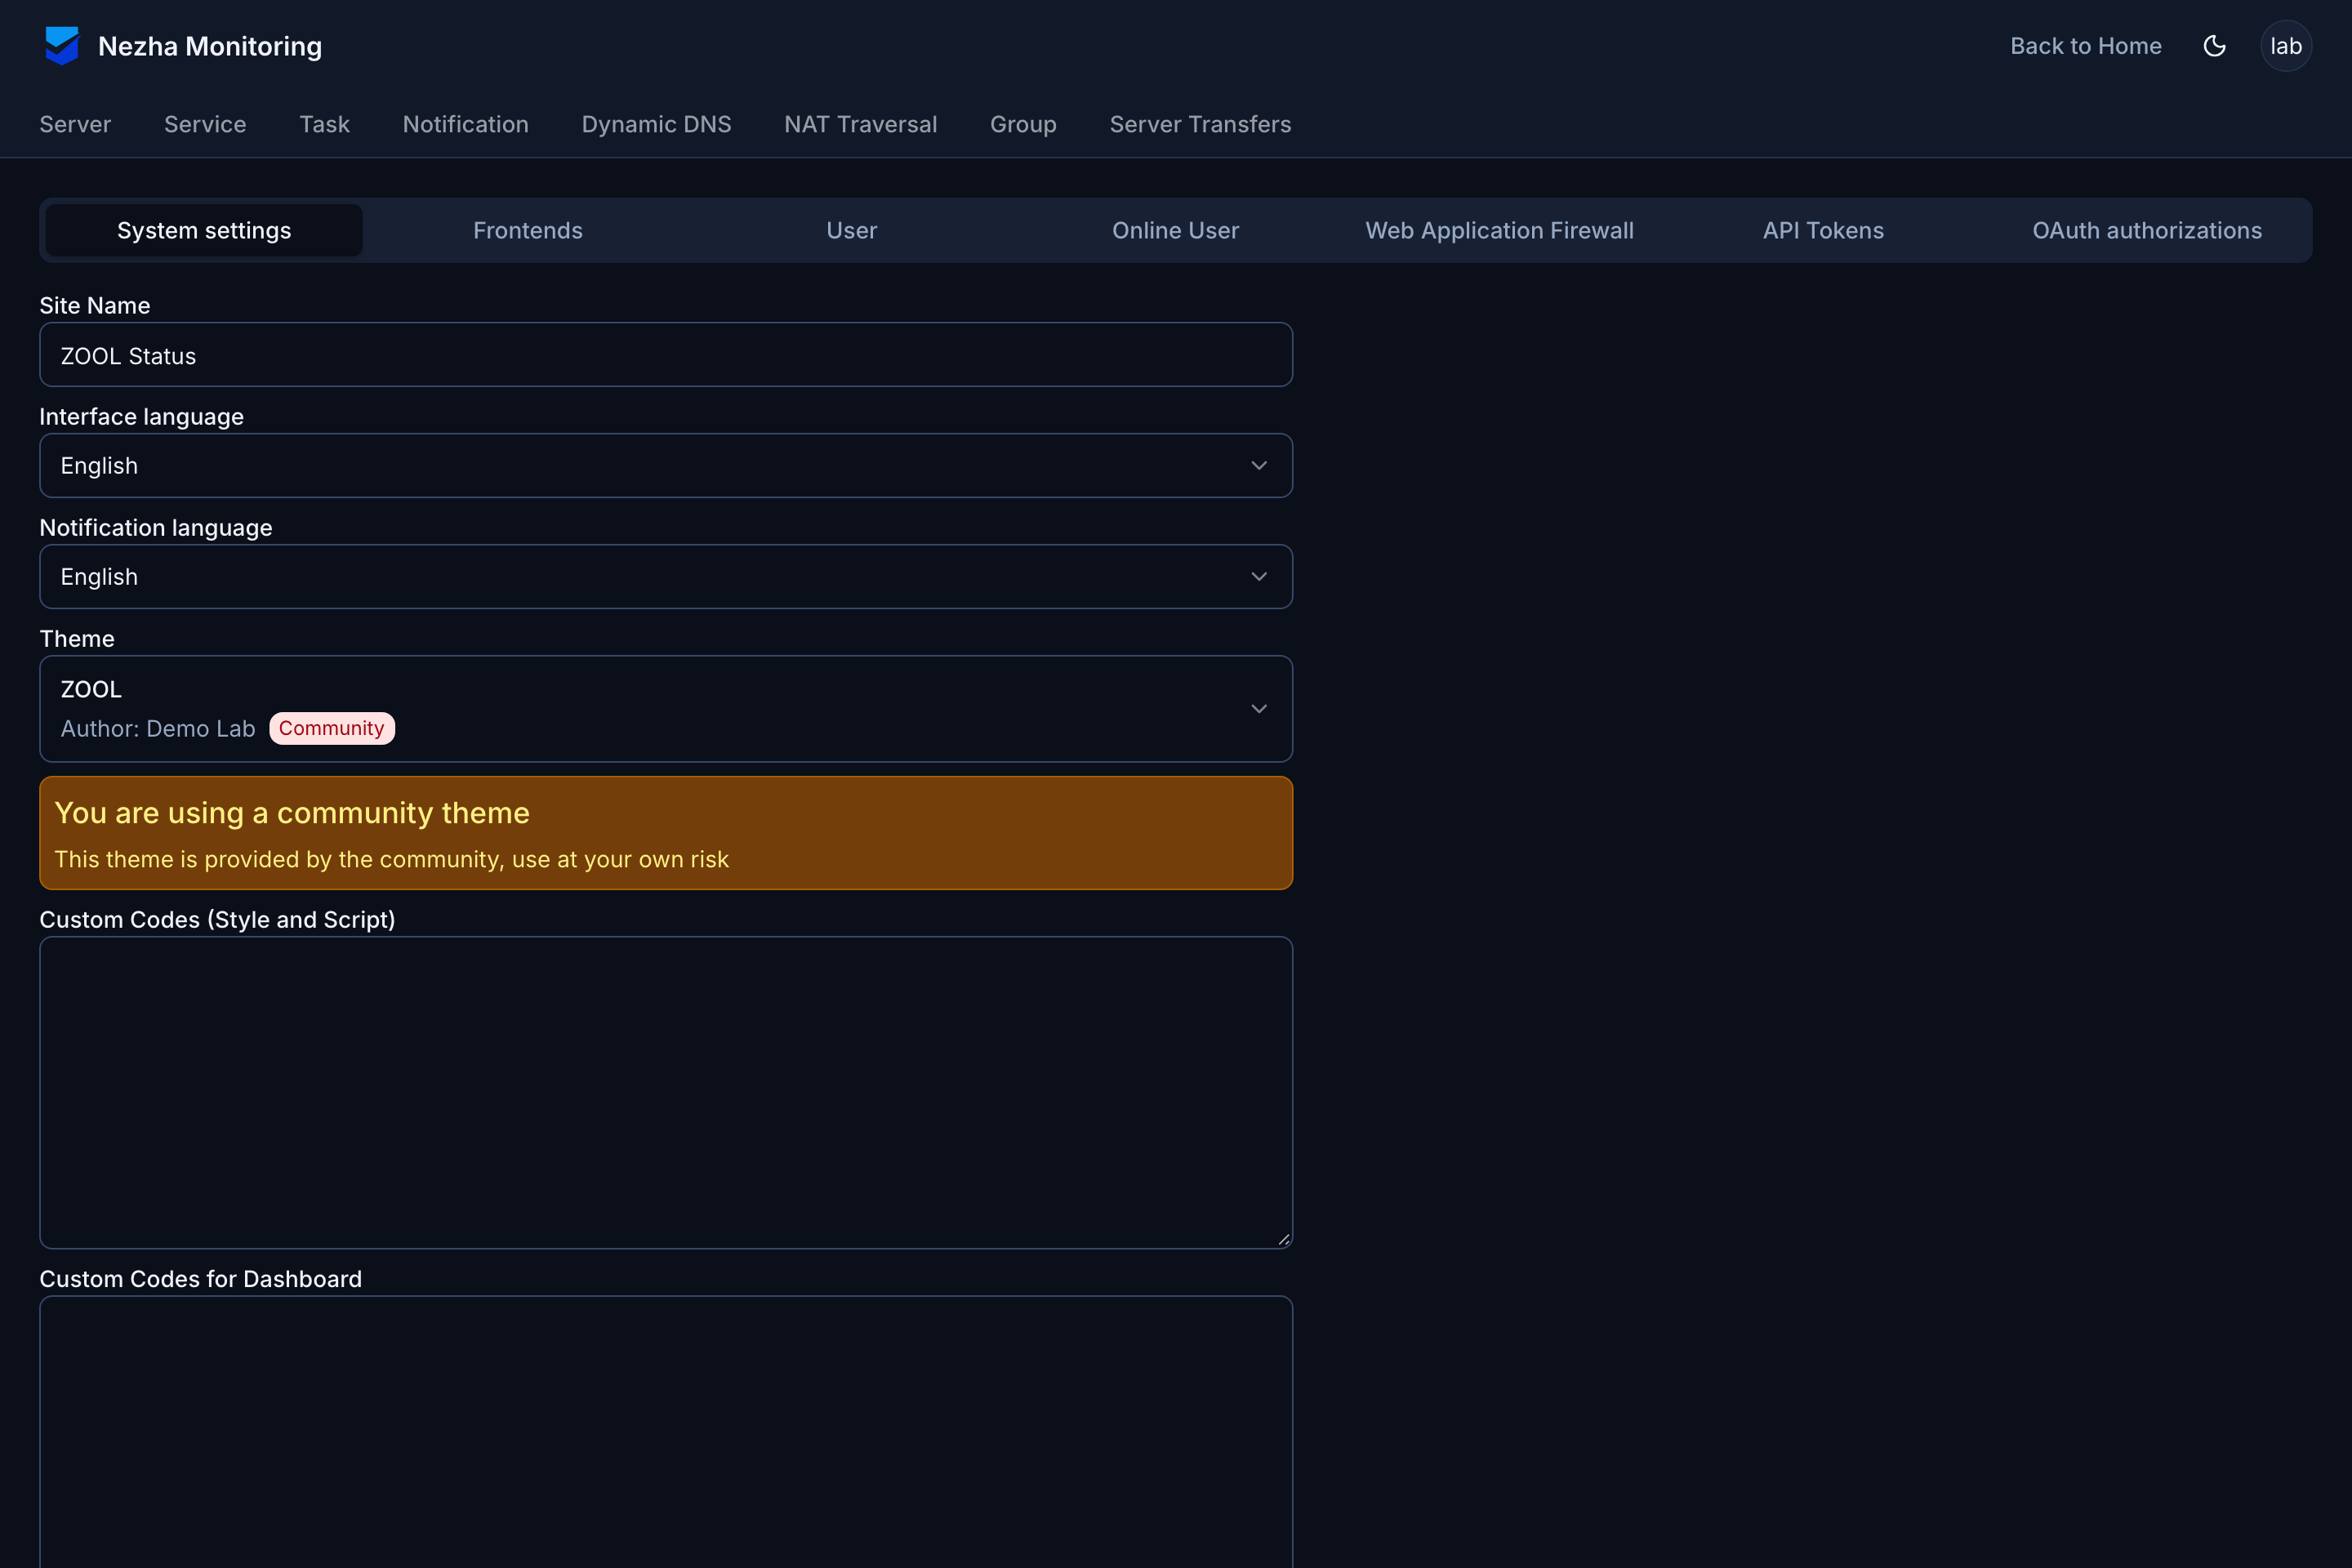 Nezha Monitoring
Back to Home
lab
Server
Service
Task
Notification
Dynamic DNS
NAT Traversal
Group
Server Transfers
System settings
Frontends
User
Online User
Web Application Firewall
API Tokens
OAuth authorizations
Site Name
ZOOL Status
Interface language
English
Notification language
English
Theme
ZOOL
Author: Demo Lab
Community
You are using a community theme
This theme is provided by the community, use at your own risk
Custom Codes (Style and Script)
Custom Codes for Dashboard